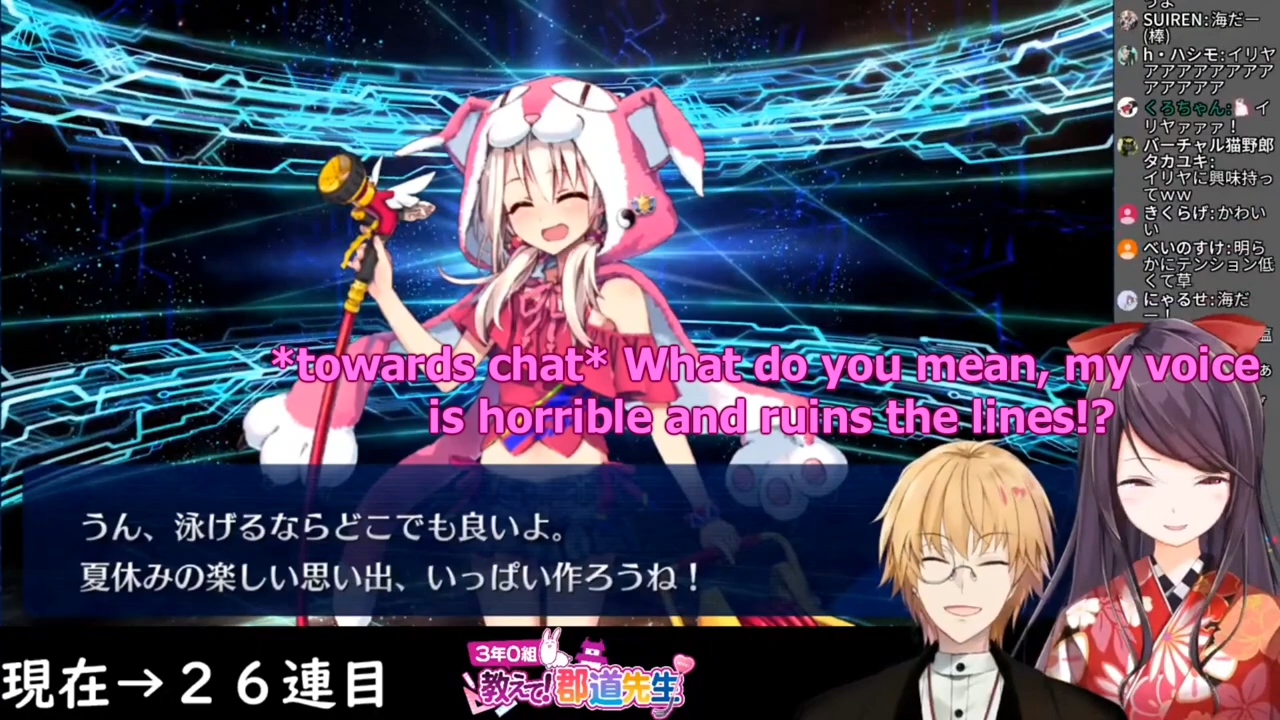 うよ
SUIREN:海だー
(棒)
h・ハシモ:イリヤ
アアアアアアアア
アアアアア
くろちゃん: イ
リヤァァァ！
バーチャル猫野郎
タカユキ:
イリヤに興味持っ
てｗｗ
きくらげ:かわい
い
べいのすけ:明ら
かにテンション低
くて草
にゃるせ:海だ
ー！
*towards chat* What do you mean, my voice
is horrible and ruins the lines!?
うん、泳げるならどこでも良いよ。
夏休みの楽しい思い出、いっぱい作ろうね！
現在→２６連目
3年0組
教えて!郡道先生